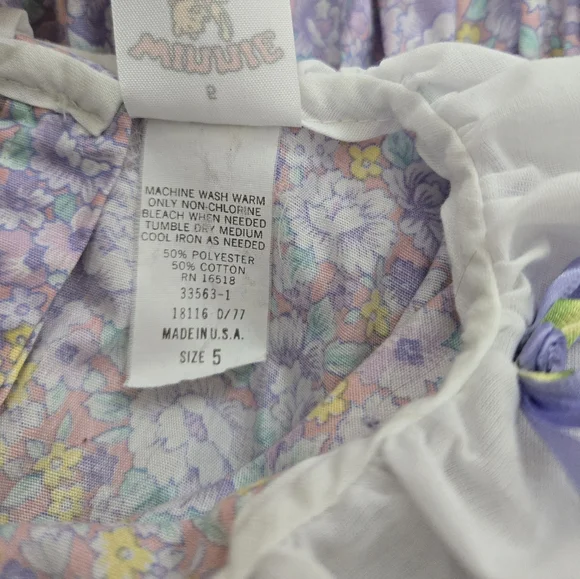 MINNIE
5
MACHINE WASH WARM
ONLY NON-CHLORINE
BLEACH WHEN NEEDED
TUMBLE DRY MEDIUM
COOL IRON AS NEEDED
50% POLYESTER
50% COTTON
RN 16518
33563-1
18116 D/77
MADE IN U.S.A.
SIZE 5